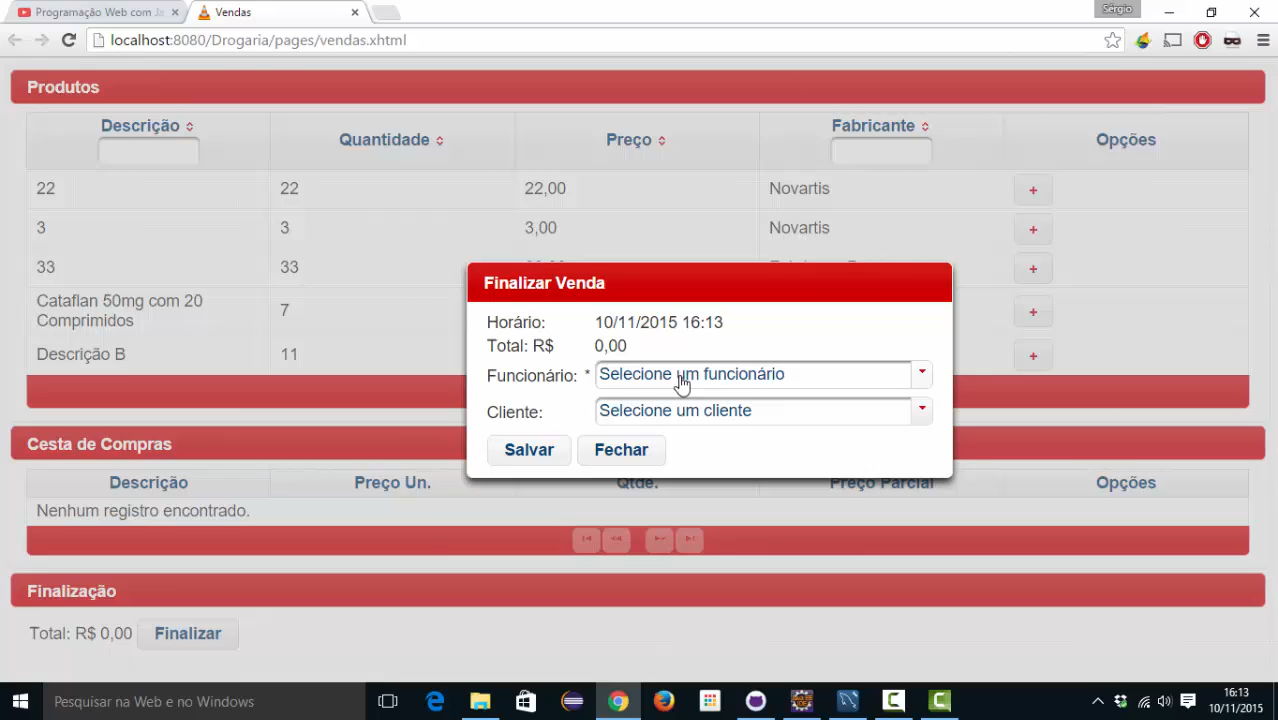 Programação Web com Ja
Vendas
Sérgio
localhost:8080/Drogaria/pages/vendas.xhtml
Produtos
Descrição Quantidade Preço Fabricante Opções
22 22 22,00 Novartis +
3 3 3,00 Novartis +
33 33 +
Cataflan 50mg com 20
Comprimidos
7 +
Descrição B 11 +
Finalizar Venda
Horário: 10/11/2015 16:13
Total: R$ 0,00
Funcionário: * Selecione um funcionário
Cliente: Selecione um cliente
Salvar Fechar
Cesta de Compras
Descrição Preço Un. Qtde. Preço Parcial Opções
Nenhum registro encontrado.
Finalização
Total: R$ 0,00 Finalizar
Pesquisar na Web e no Windows
16:13
10/11/2015